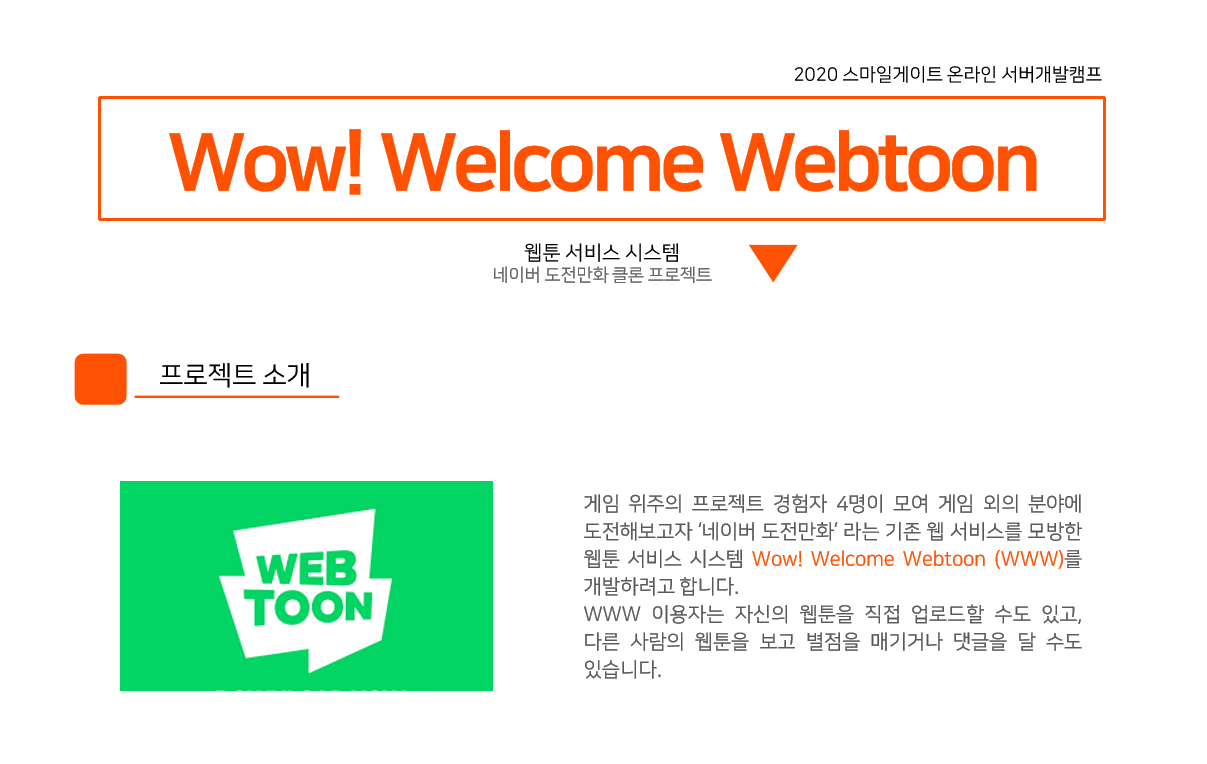 2020 스마일게이트 온라인 서버개발캠프
Wow! Welcome Webtoon
웹툰 서비스 시스템
네이버 도전만화 클론 프로젝트
프로젝트 소개
WEB
TOON
게임 위주의 프로젝트 경험자 4명이 모여 게임 외의 분야에
도전해보고자 ‘네이버 도전만화’ 라는 기존 웹 서비스를 모방한
웹툰 서비스 시스템 Wow! Welcome Webtoon (WWW)를
개발하려고 합니다.
WWW 이용자는 자신의 웹툰을 직접 업로드할 수도 있고,
다른 사람의 웹툰을 보고 별점을 매기거나 댓글을 달 수도
있습니다.